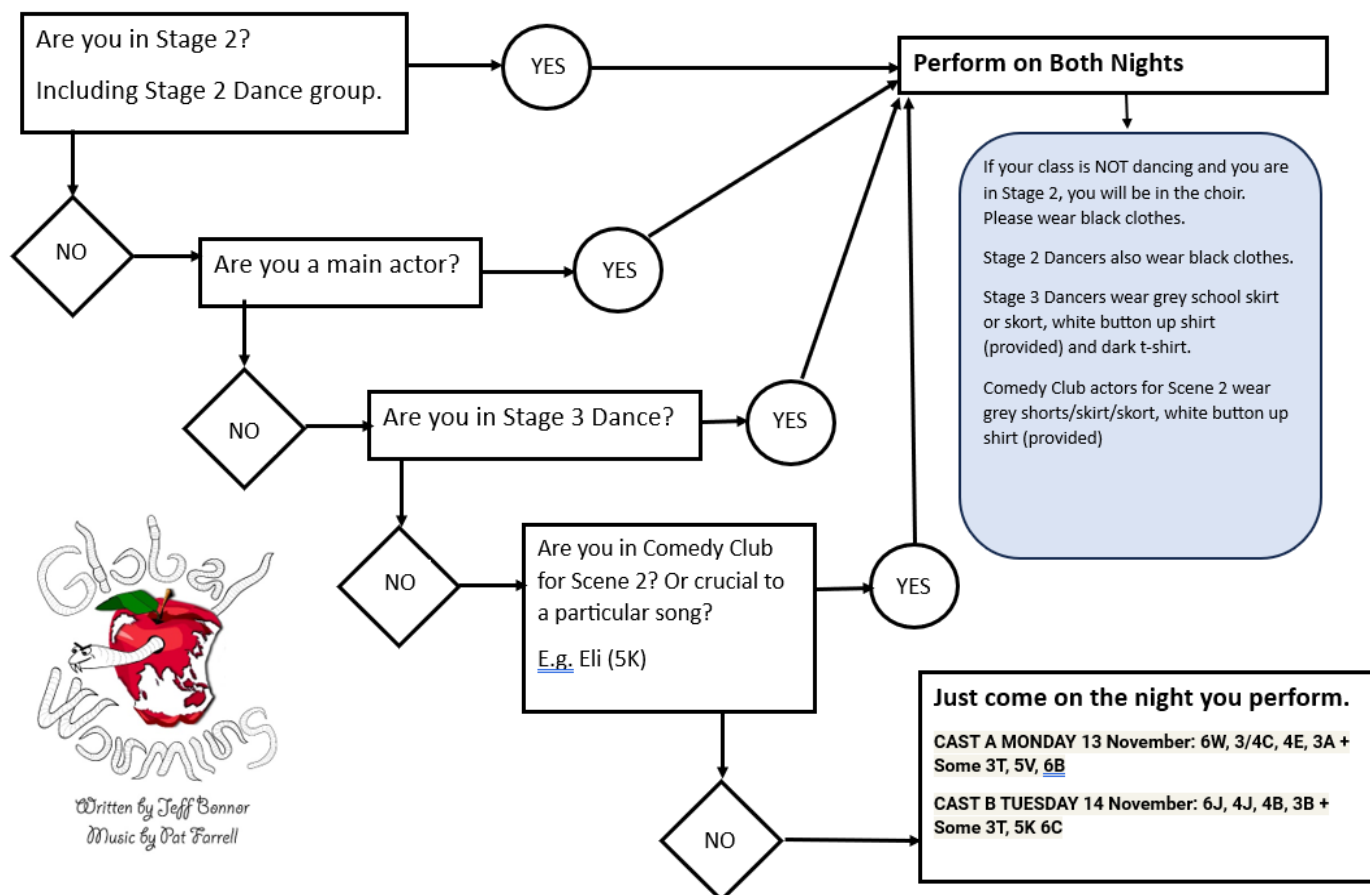 Are you in Stage 2?
Including Stage 2 Dance group.
YES
Perform on Both Nights
If your class is NOT dancing and you are
in Stage 2, you will be in the choir.
Please wear black clothes.
Stage 2 Dancers also wear black clothes.
Stage 3 Dancers wear grey school skirt
or skort, white button up shirt
(provided) and dark t-shirt.
Comedy Club actors for Scene 2 wear
grey shorts/skirt/skort, white button up
shirt (provided)
NO
Are you a main actor?
YES
NO
Are you in Stage 3 Dance?
YES
NO
Are you in Comedy Club
for Scene 2? Or crucial to
a particular song?
E.g. Eli (5K)
YES
NO
Just come on the night you perform.
CAST A MONDAY 13 November: 6W, 3/4C, 4E, 3A +
Some 3T, 5V, 6B
CAST B TUESDAY 14 November: 6J, 4J, 4B, 3B +
Some 3T, 5K 6C
Global
Worming
Written by Jeff Bonnor
Music by Pat Farrell